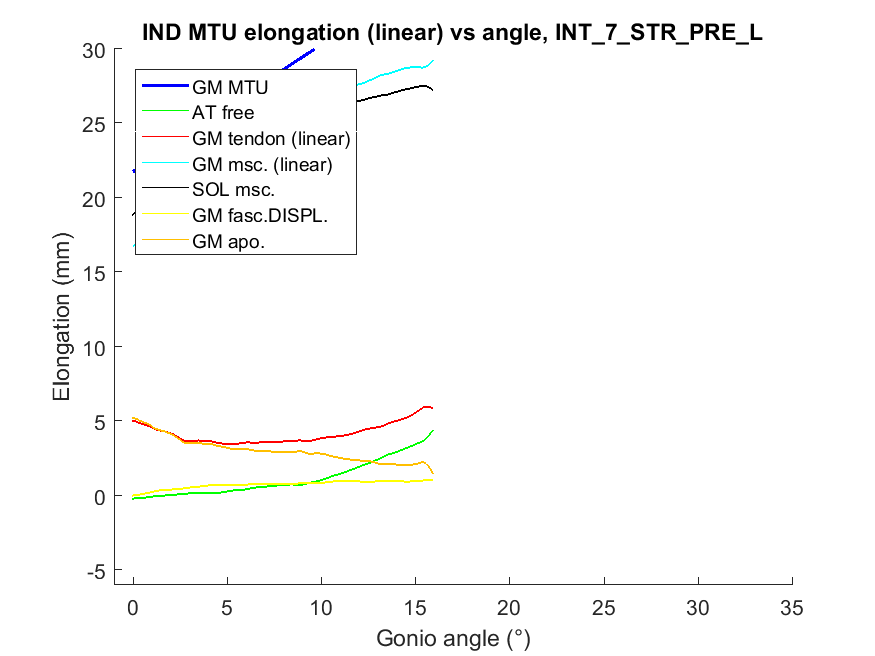 IND MTU elongation (linear) vs angle, INT_7_STR_PRE_L
30
25
20
15
10
5
0
-5
Elongation (mm)
GM MTU
AT free
GM tendon (linear)
GM msc. (linear)
SOL msc.
GM fasc.DISPL.
GM apo.
0 5 10 15 20 25 30 35
Gonio angle (°)